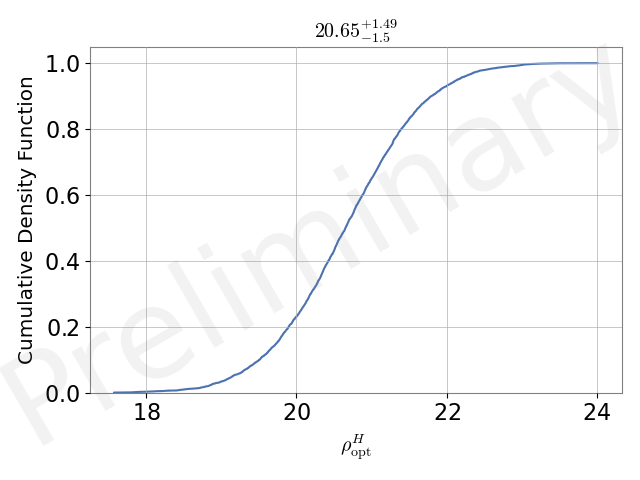 20.65^{+1.49}_{-1.5}
Cumulative Density Function
1.0
0.8
0.6
0.4
0.2
0.0
18 20 22 24
ρ^H_opt
Preliminary